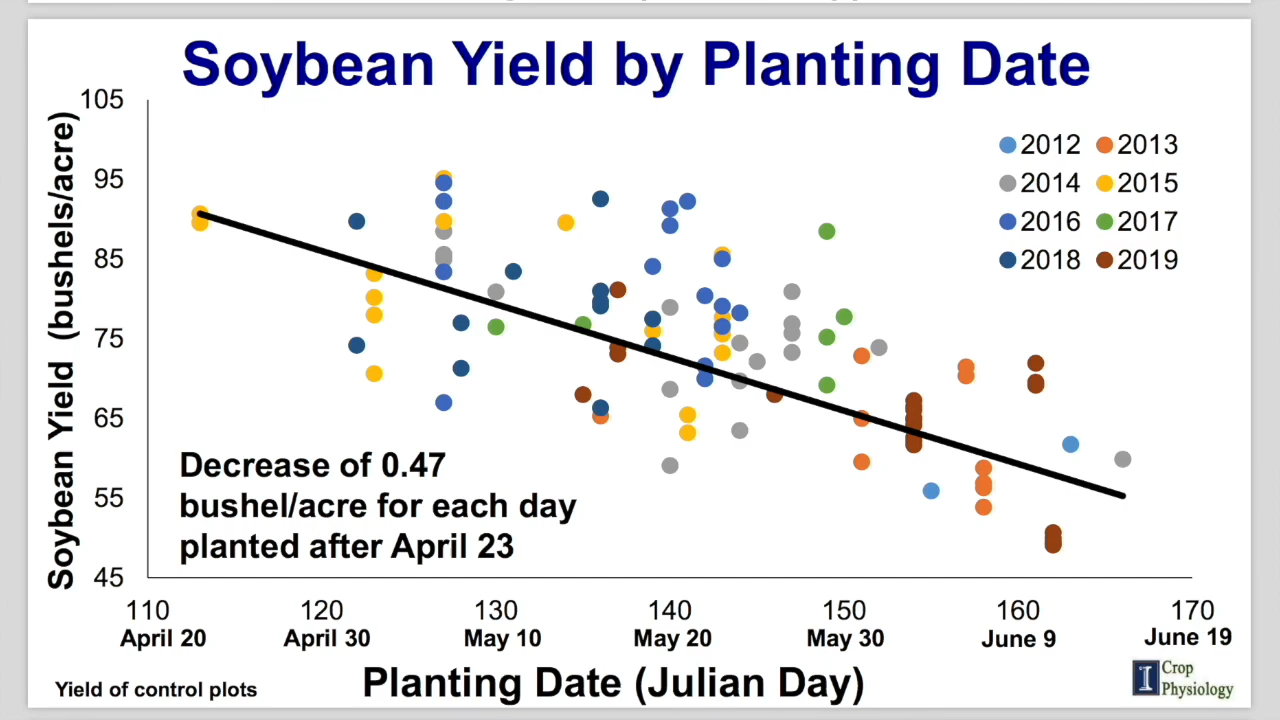 Soybean Yield by Planting Date
105
95
85
75
65
55
45
Soybean Yield (bushels/acre)
2012 2013
2014 2015
2016 2017
2018 2019
Decrease of 0.47
bushel/acre for each day
planted after April 23
110 120 130 140 150 160 170
April 20 April 30 May 10 May 20 May 30 June 9 June 19
Planting Date (Julian Day)
Yield of control plots
I Crop
Physiology